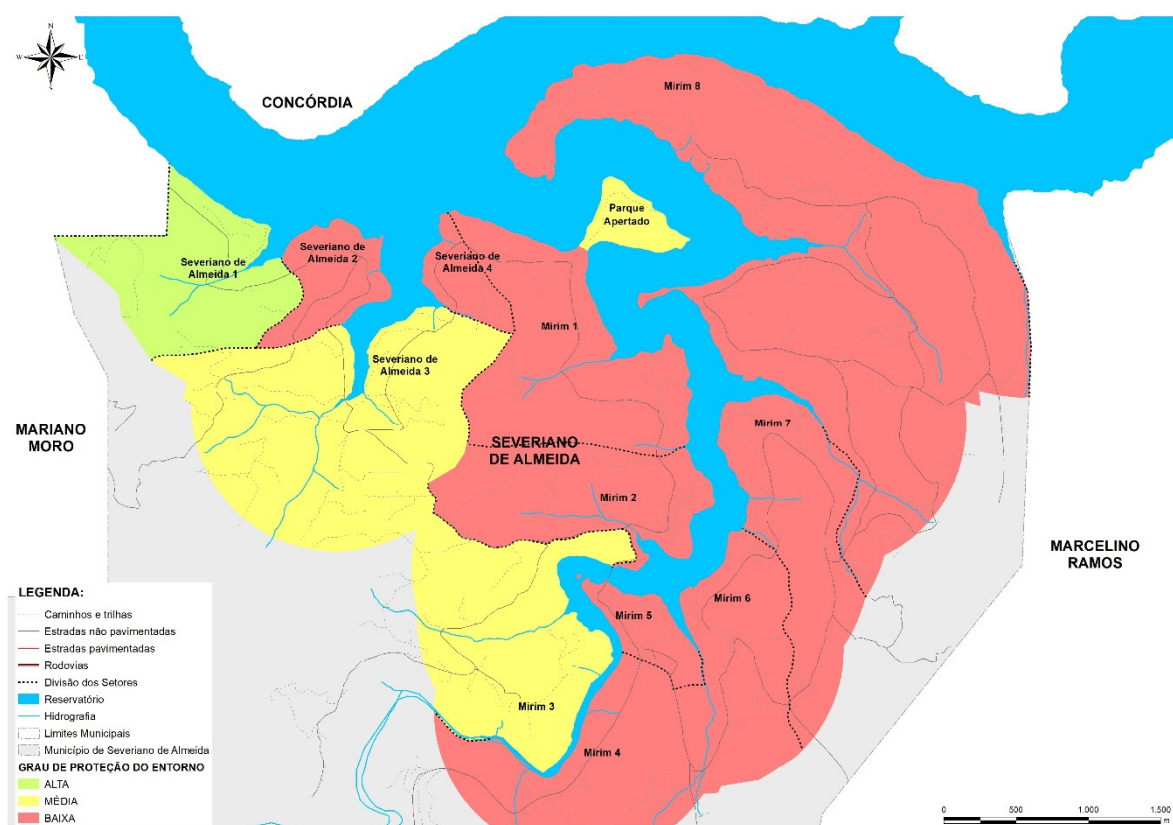 N
W
E
S
CONCÓRDIA
Mirim 8
Parque
Apertado
Severiano de
Almeida 2
Severiano de
Almeida 4
Severiano de
Almeida 1
Mirim 1
Severiano de
Almeida 3
MARIANO
MORO
Mirim 7
SEVERIANO
DE ALMEIDA
Mirim 2
MARCELINO
RAMOS
Mirim 6
Mirim 5
Mirim 3
Mirim 4
LEGENDA:
Caminhos e trilhas
Estradas não pavimentadas
Estradas pavimentadas
Rodovias
Divisão dos Setores
Reservatório
Hidrografia
Limites Municipais
Município de Severiano de Almeida
GRAU DE PROTEÇÃO DO ENTORNO
ALTA
MÉDIA
BAIXA
0 500 1.000 1.500
m